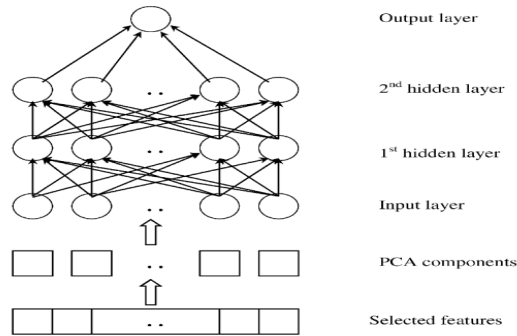 Output layer
2nd hidden layer
1st hidden layer
Input layer
PCA components
Selected features